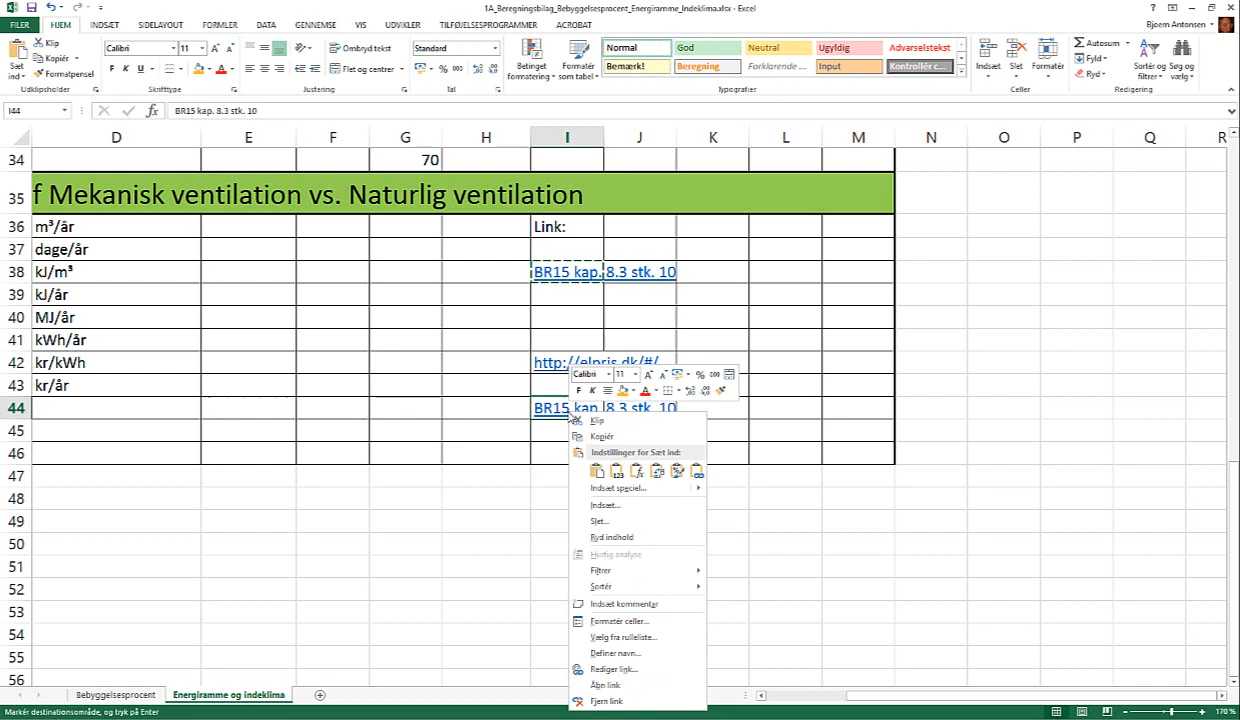 1A_Beregningsbilag_Bebyggelsesprocent_Energiramme_Indeklima.xlsx - Excel
FILER HJEM INDSÆT SIDELAYOUT FORMLER DATA GENNEMSE VIS UDVIKLER TILFØJELSESPROGRAMMER ACROBAT Bjoern Antonsen
Klip
Kopiér
Formatpensel
Sæt ind
Udklipsholder
Calibri 11
F K U
Skrifttype
Ombryd tekst
Flet og centrer
Justering
Standard
% 000
Tal
Betinget formatering
Formatér som tabel
Normal God Neutral Ugyldig Advarselstekst
Bemærk! Beregning Forklarende ... Input Kontrollér c...
Typografier
Indsæt Slet Formatér
Celler
Autosum
Fyld
Ryd
Sortér og filtrer
Søg og vælg
Redigering
I44 fx BR15 kap. 8.3 stk. 10
D E F G H I J K L M N O P Q R
34 70
35 f Mekanisk ventilation vs. Naturlig ventilation
36 m³/år Link:
37 dage/år
38 kJ/m³ BR15 kap. 8.3 stk. 10
39 kJ/år
40 MJ/år
41 kWh/år
42 kr/kWh http://elpris.dk/#/
43 kr/år
44 BR15 kap. 8.3 stk. 10
45
46
47
48
49
50
51
52
53
54
55
56
Calibri 11 % 000
F K
Klip
Kopiér
Indstillinger for Sæt ind:
123
Indsæt speciel...
Indsæt...
Slet...
Ryd indhold
Hurtig analyse
Filtrer
Sortér
Indsæt kommentar
Formatér celler...
Vælg fra rulleliste...
Definer navn...
Rediger link...
Åbn link
Fjern link
Bebyggelsesprocent Energiramme og indeklima
Markér destinationsområde, og tryk på Enter
170%